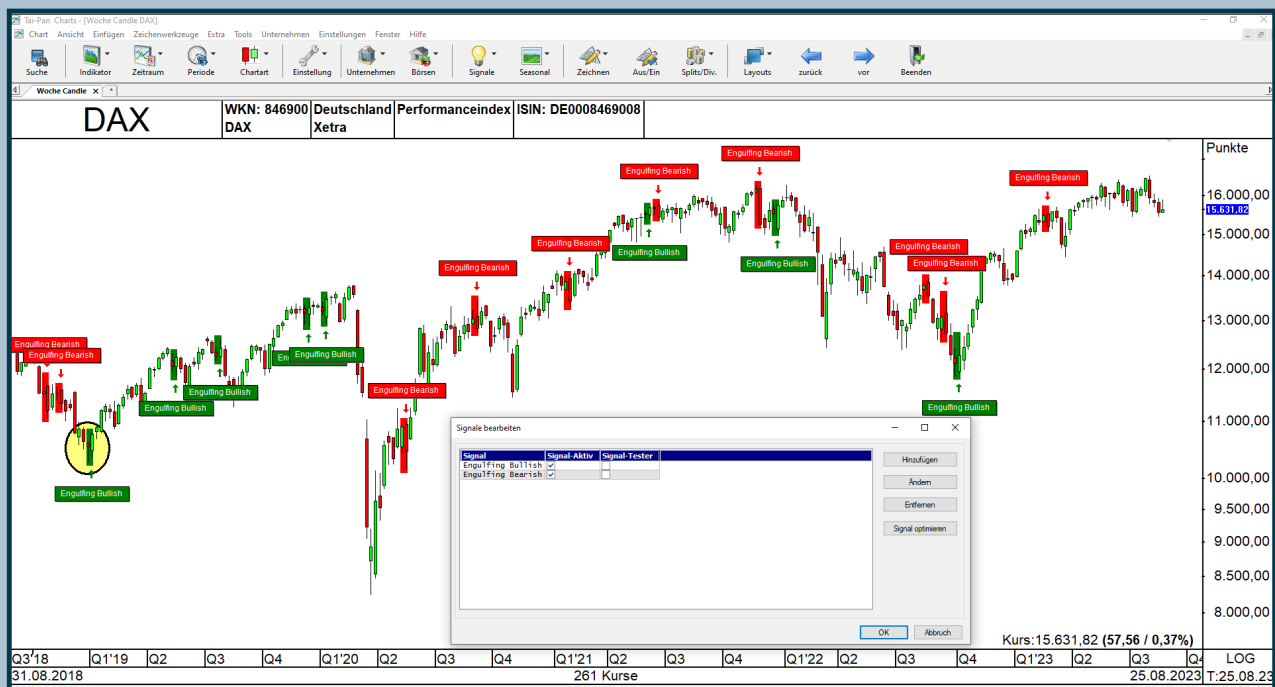 Tai-Pan Charts - [Woche Candle DAX]
Chart Ansicht Einfügen Zeichenwerkzeuge Extra Tools Unternehmen Einstellungen Fenster Hilfe
Suche Indikator Zeitraum Periode Chartart Einstellung Unternehmen Börsen Signale Seasonal Zeichnen Aus/Ein Splits/Div. Layouts zurück vor Beenden
Woche Candle x *
DAX
WKN: 846900
DAX
Deutschland
Xetra
Performanceindex
ISIN: DE0008469008
Punkte
16.000,00
15.631,82
15.000,00
14.000,00
13.000,00
12.000,00
11.000,00
10.000,00
9.500,00
9.000,00
8.500,00
8.000,00
Engulfing Bearish
Engulfing Bearish
Engulfing Bullish
Engulfing Bullish
Engulfing Bullish
En
Engulfing Bullish
Engulfing Bearish
Engulfing Bearish
Engulfing Bearish
Engulfing Bearish
Engulfing Bullish
Engulfing Bearish
Engulfing Bullish
Engulfing Bearish
Engulfing Bearish
Engulfing Bullish
Engulfing Bearish
Signale bearbeiten
Signal Signal-Aktiv Signal-Tester
Engulfing Bullish
Engulfing Bearish
Hinzufügen
Ändern
Entfernen
Signal optimieren
OK Abbruch
Kurs:15.631,82 (57,56 / 0,37%)
Q3'18 Q1'19 Q2 Q3 Q4 Q1'20 Q2 Q3 Q4 Q1'21 Q2 Q3 Q4 Q1'22 Q2 Q3 Q4 Q1'23 Q2 Q3 Q4 LOG
31.08.2018 261 Kurse 25.08.2023 T:25.08.23